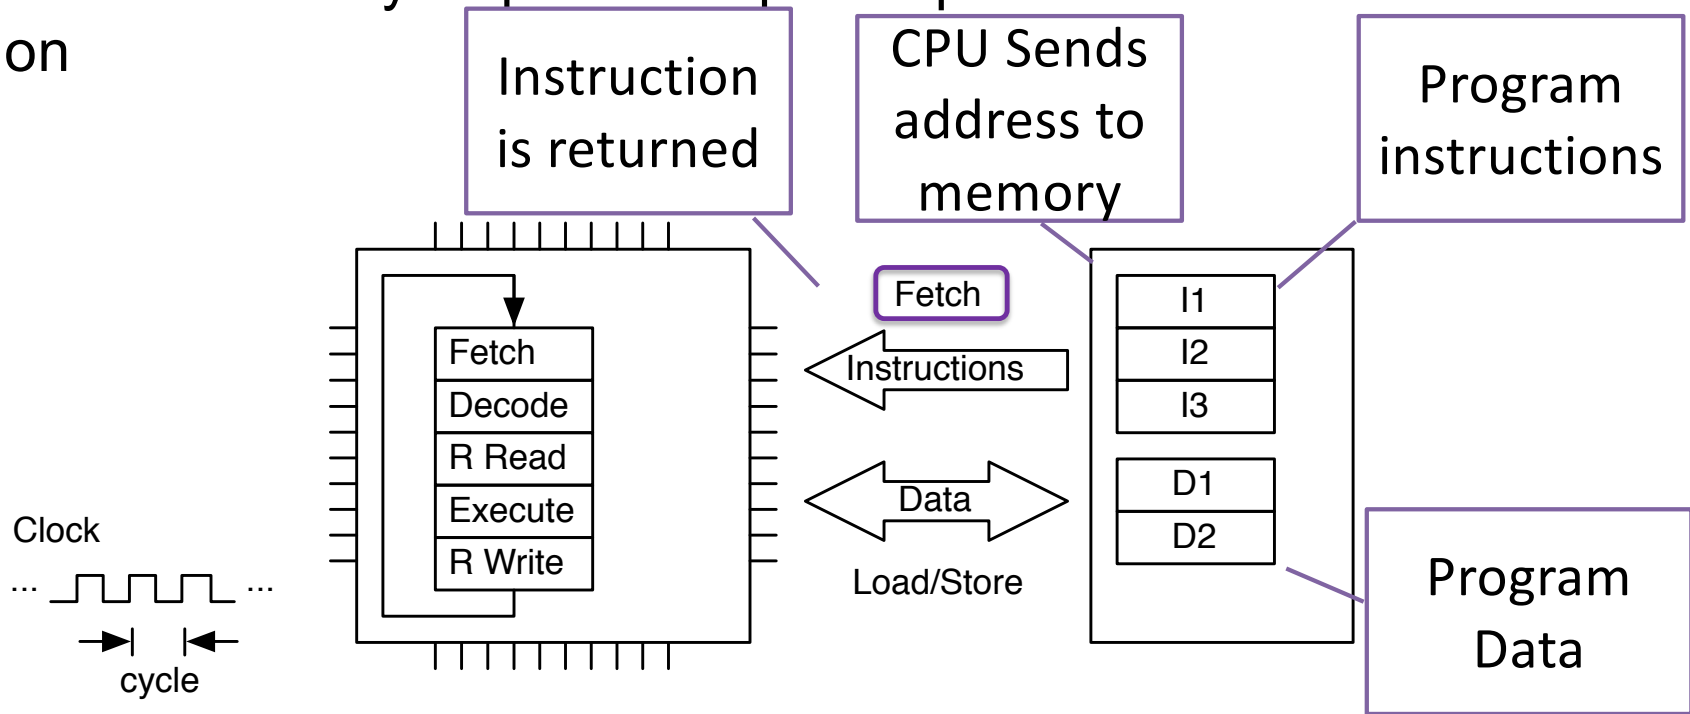 on
Instruction
is returned
CPU Sends
address to
memory
Program
instructions
Fetch
Instructions
Data
Load/Store
Fetch
Decode
R Read
Execute
R Write
I1
I2
I3
D1
D2
Clock
... ...
cycle
Program
Data